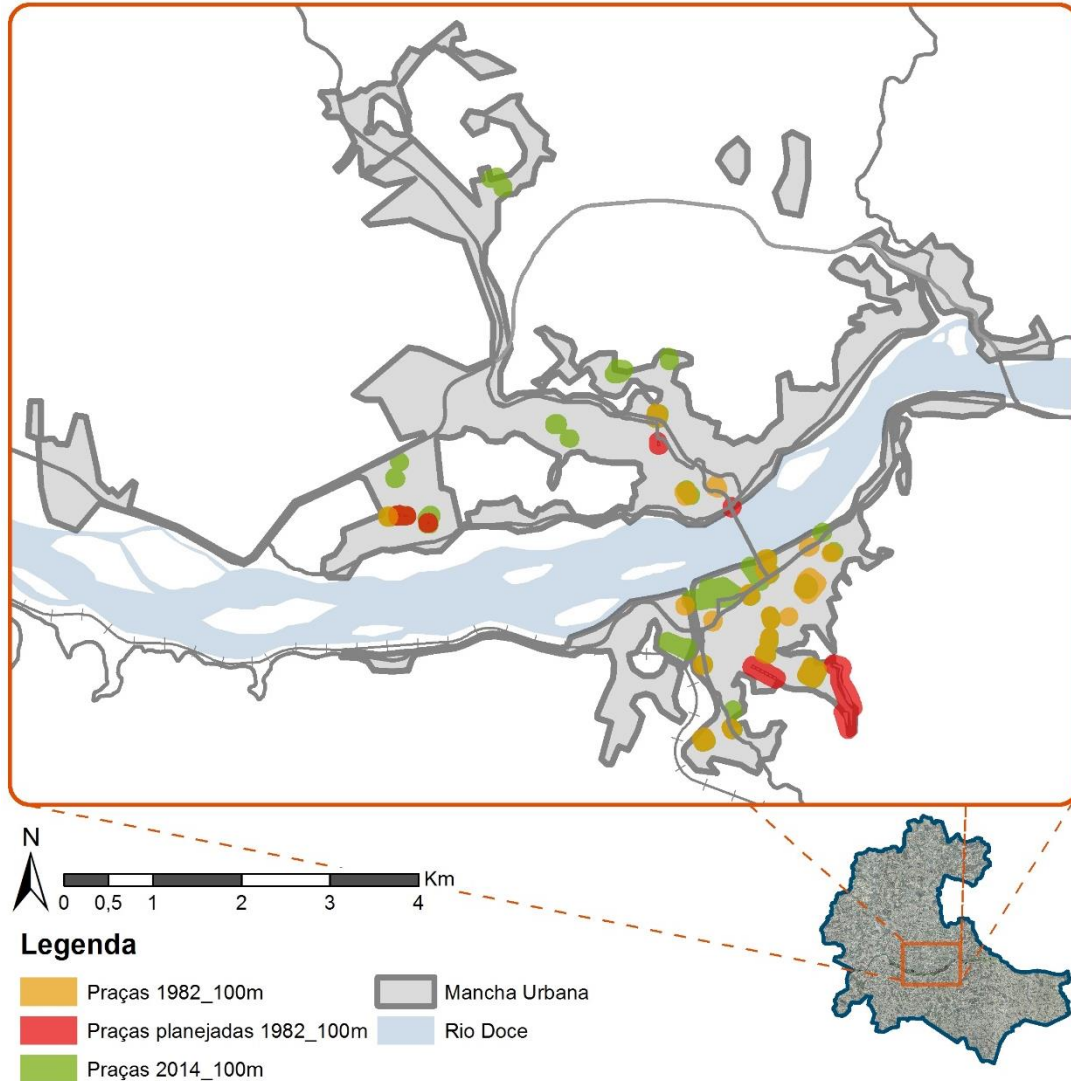 N
Km
0 0,5 1 2 3 4
Legenda
Praças 1982_100m
Mancha Urbana
Praças planejadas 1982_100m
Rio Doce
Praças 2014_100m